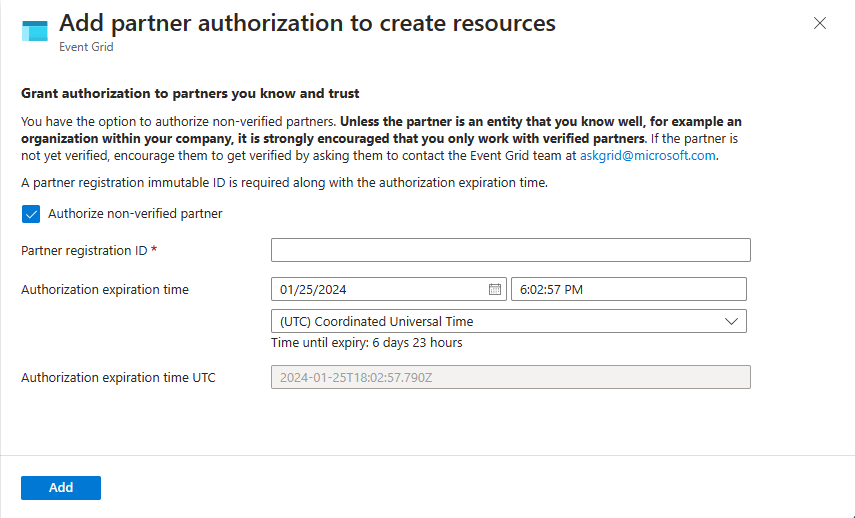 Add partner authorization to create resources
Event Grid
Grant authorization to partners you know and trust
You have the option to authorize non-verified partners. Unless the partner is an entity that you know well, for example an
organization within your company, it is strongly encouraged that you only work with verified partners. If the partner is
not yet verified, encourage them to get verified by asking them to contact the Event Grid team at askgrid@microsoft.com.
A partner registration immutable ID is required along with the authorization expiration time.
Authorize non-verified partner
Partner registration ID *
Authorization expiration time 01/25/2024 6:02:57 PM
(UTC) Coordinated Universal Time
Time until expiry: 6 days 23 hours
Authorization expiration time UTC 2024-01-25T18:02:57.790Z
Add